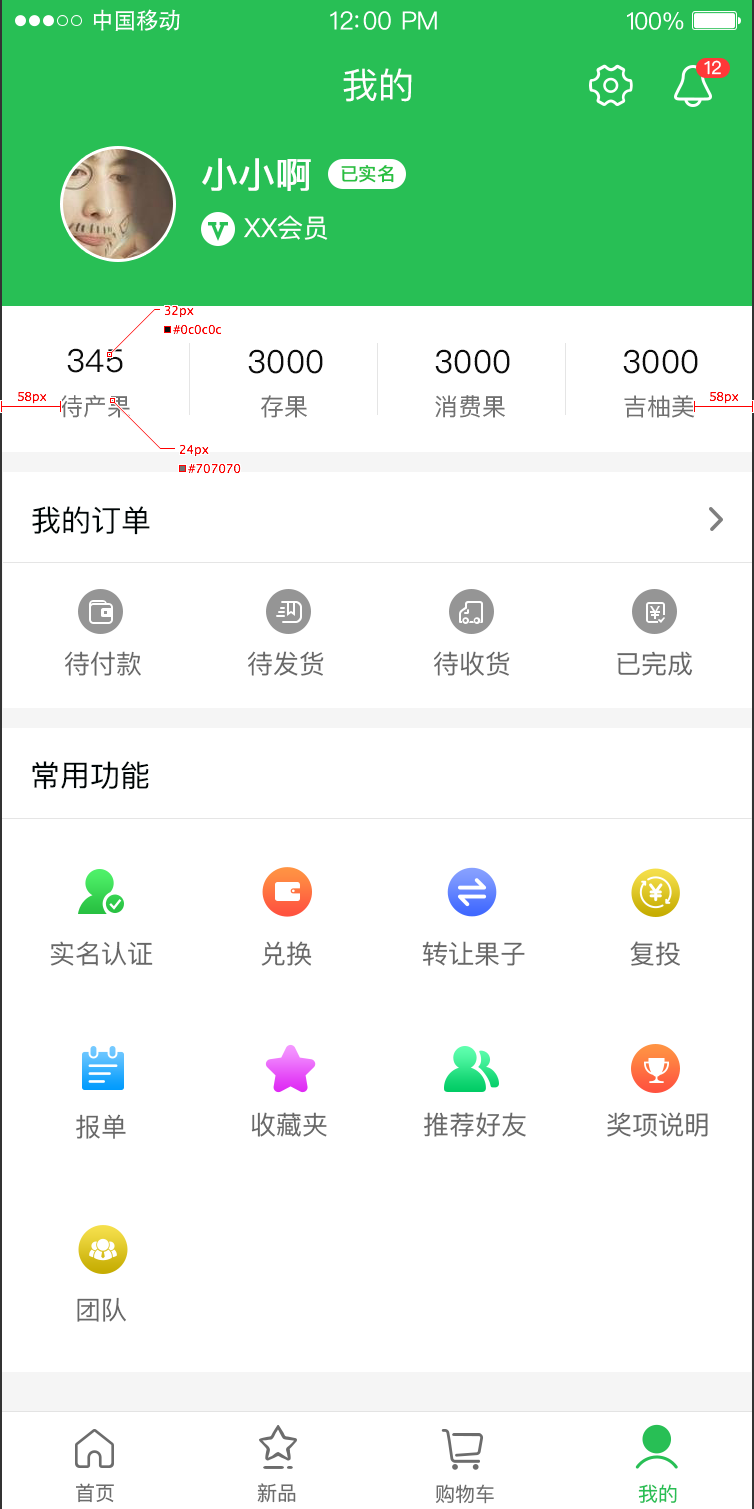 中国移动 12:00 PM 100%
我的 12
小小啊 已实名
XX会员
32px
#0c0c0c
345 3000 3000 3000
58px 58px
待产果 存果 消费果 吉柚美
24px
#707070
我的订单
待付款 待发货 待收货 已完成
常用功能
实名认证 兑换 转让果子 复投
报单 收藏夹 推荐好友 奖项说明
团队
首页 新品 购物车 我的